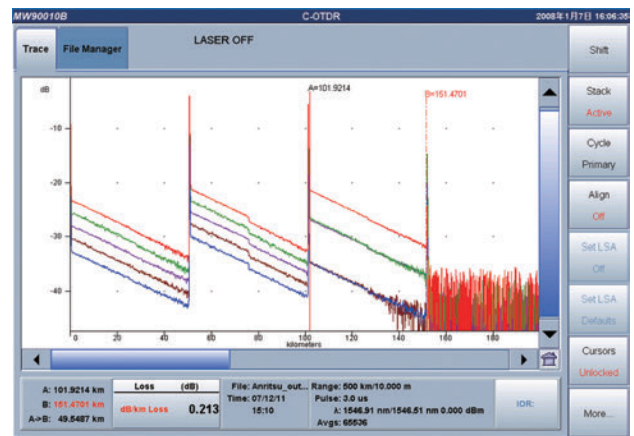 MW90010B C-OTDR 2008年1月7日 16:06:35
Trace File Manager LASER OFF Shift
dB A=101.9214 B=151.4701
Stack
Active
-10
Cycle
Primary
-20
Align
Off
-30
Set LSA
Off
-40
Set LSA
Defaults
0 20 40 60 80 100 120 140 160 180
kilometers
Cursors
Unlocked
A: 101.9214 km Loss (dB) File: Anritsu_out... Range: 500 km/10.000 m
B: 151.4701 km dB/km Loss 0.213 Time: 07/12/11 Pulse: 3.0 us IOR:
A->B: 49.5487 km 15:10 λ: 1546.91 nm/1546.51 nm 0.000 dBm
Avgs: 65536
More...